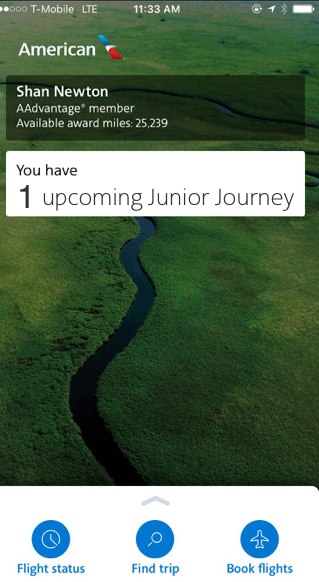 T-Mobile LTE 11:33 AM
American
Shan Newton
AAdvantage® member
Available award miles: 25,239
You have
1 upcoming Junior Journey
Flight status Find trip Book flights